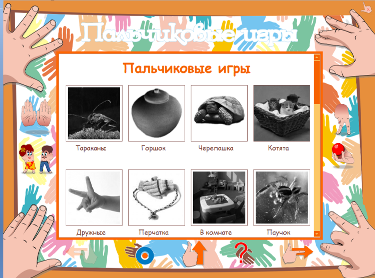 Пальчиковые игры
Пальчиковые игры
Тараканы Горшок Черепашка Котята
Дружные Перчатка В комнате Паучок